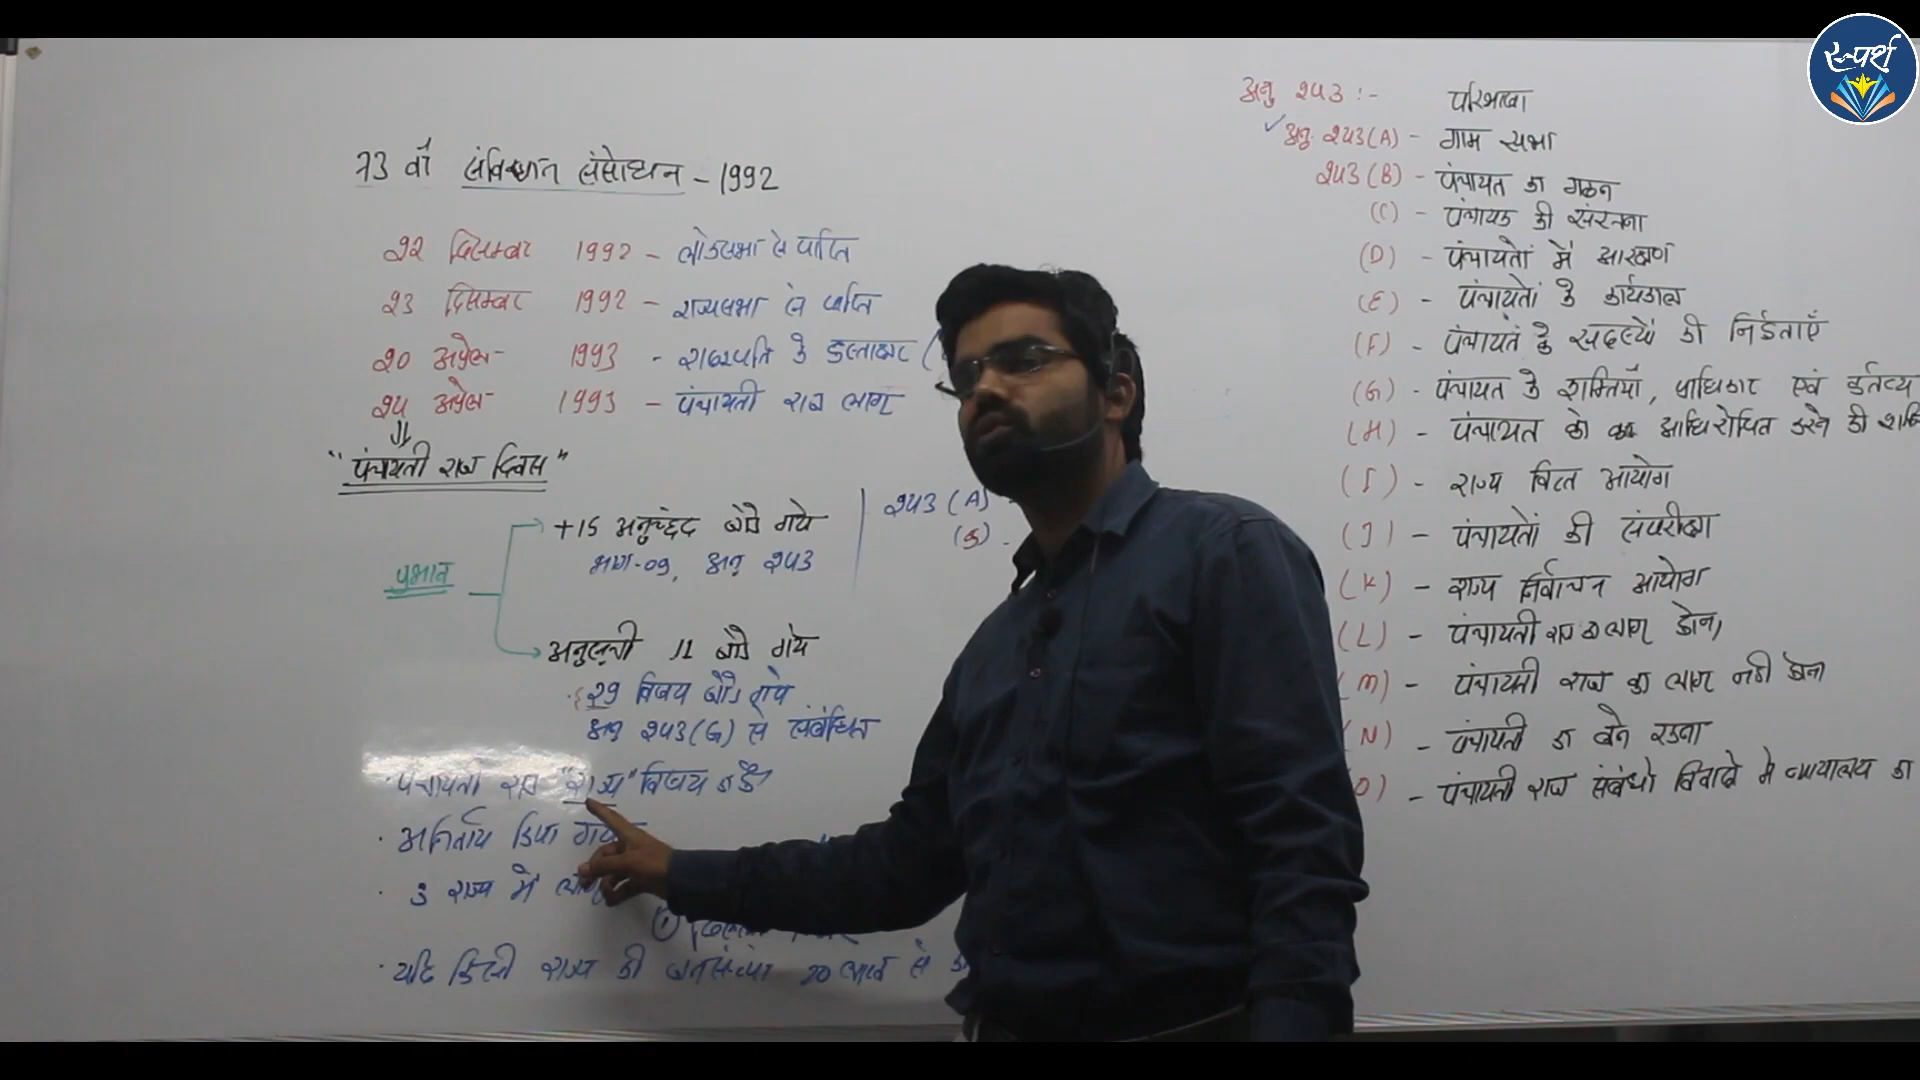 73 वाँ संविधान संसोधन - 1992
22 दिसम्बर 1992 - लोकसभा से पारित
23 दिसम्बर 1992 - राज्यसभा से पारित
20 अप्रैल - 1993 - राष्ट्रपति के हस्ताक्षर (
24 अप्रैल - 1993 - पंचायती राज लागू
"पंचायती राज दिवस"
प्रभाव
+15 अनुच्छेद जोड़े गये
भाग-09, अनु 243
243 (A)
(B)
अनुसूची 11 जोड़े गये
29 विषय जोड़े गये
अनु 243(G) से संबंधित
· पंचायती राज "राज्य" विषय
· अनिवार्य किया गया
· 3 राज्य में
①
· यदि किसी राज्य की जनसंख्या 20 लाख से
अनु 243 :- परिभाषा
✓ अनु. 243(A) - गाम सभा
243(B) - पंचायत का गठन
(C) - पंचायत की संरचना
(D) - पंचायतों में आरक्षण
(E) - पंचायतों के कार्यकाल
(F) - पंचायत के सदस्यों की निर्हताएँ
(G) - पंचायत के शक्तियाँ, प्राधिकार एवं कर्तव्य
(H) - पंचायत को कर आधिरोपित करने की
(I) - राज्य वित्त आयोग
(J) - पंचायतों की संपरीक्षा
(K) - राज्य निर्वाचन आयोग
(L) - पंचायती राज का लागू होना
(M) - पंचायती राज का लागू नही होना
(N) - पंचायती का बने रहना
(O) - पंचायती राज संबंधी विवादो मे न्यायालय का
स्पर्श